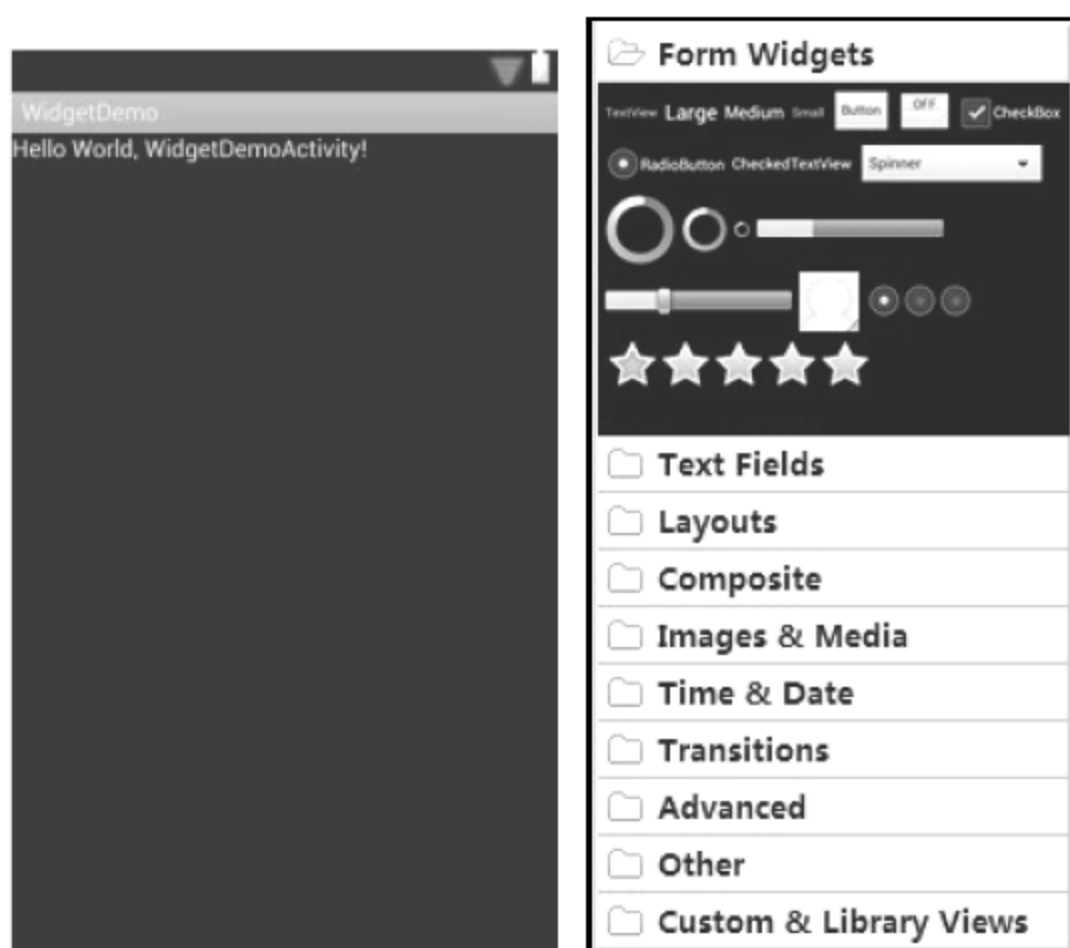 WidgetDemo
Hello World, WidgetDemoActivity!
Form Widgets
TextView Large Medium Small Button OFF CheckBox
RadioButton CheckedTextView Spinner
Text Fields
Layouts
Composite
Images & Media
Time & Date
Transitions
Advanced
Other
Custom & Library Views